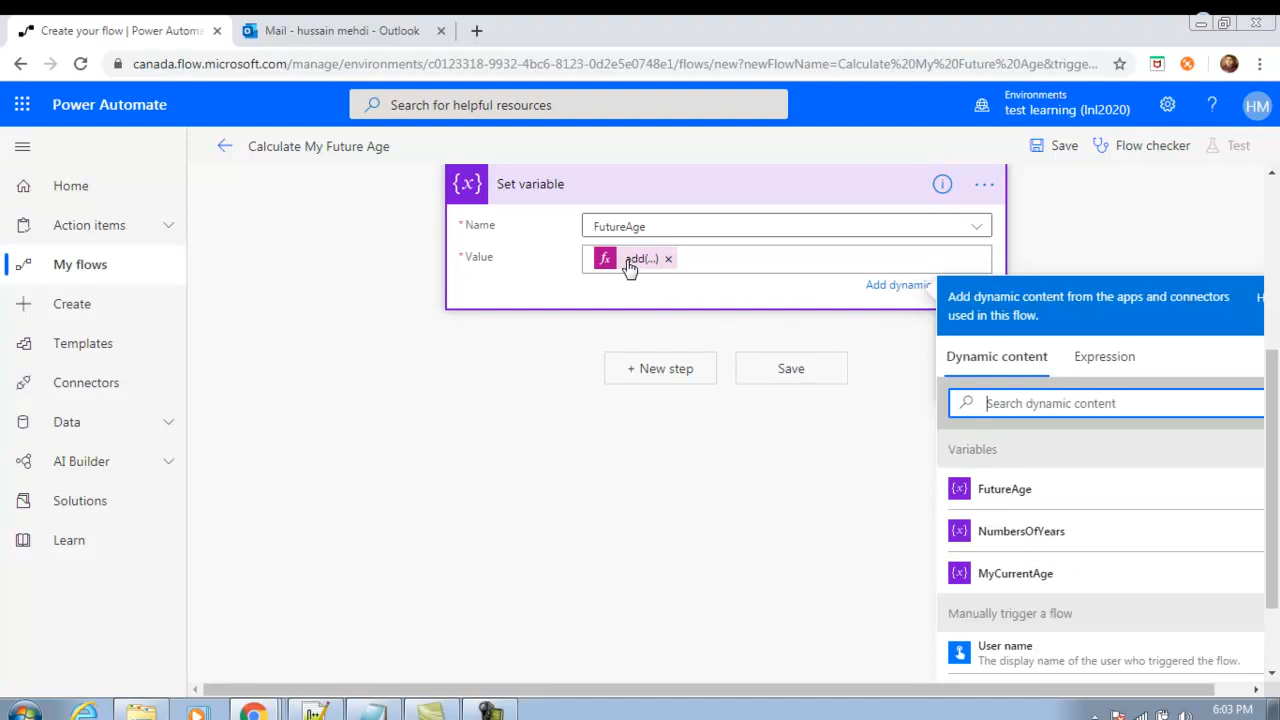 Create your flow | Power Automa
Mail - hussain mehdi - Outlook
canada.flow.microsoft.com/manage/environments/c0123318-9932-4bc6-8123-0d2e5e0748e1/flows/new?newFlowName=Calculate%20My%20Future%20Age&trigge...
Power Automate
Search for helpful resources
Environments
test learning (lnl2020)
HM
Calculate My Future Age
Save
Flow checker
Test
Home
Action items
My flows
Create
Templates
Connectors
Data
AI Builder
Solutions
Learn
{x} Set variable
* Name
FutureAge
* Value
fx add(...)
Add dynamic
+ New step
Save
Add dynamic content from the apps and connectors
used in this flow.
H
Dynamic content
Expression
Search dynamic content
Variables
{x} FutureAge
{x} NumbersOfYears
{x} MyCurrentAge
Manually trigger a flow
User name
The display name of the user who triggered the flow.
6:03 PM